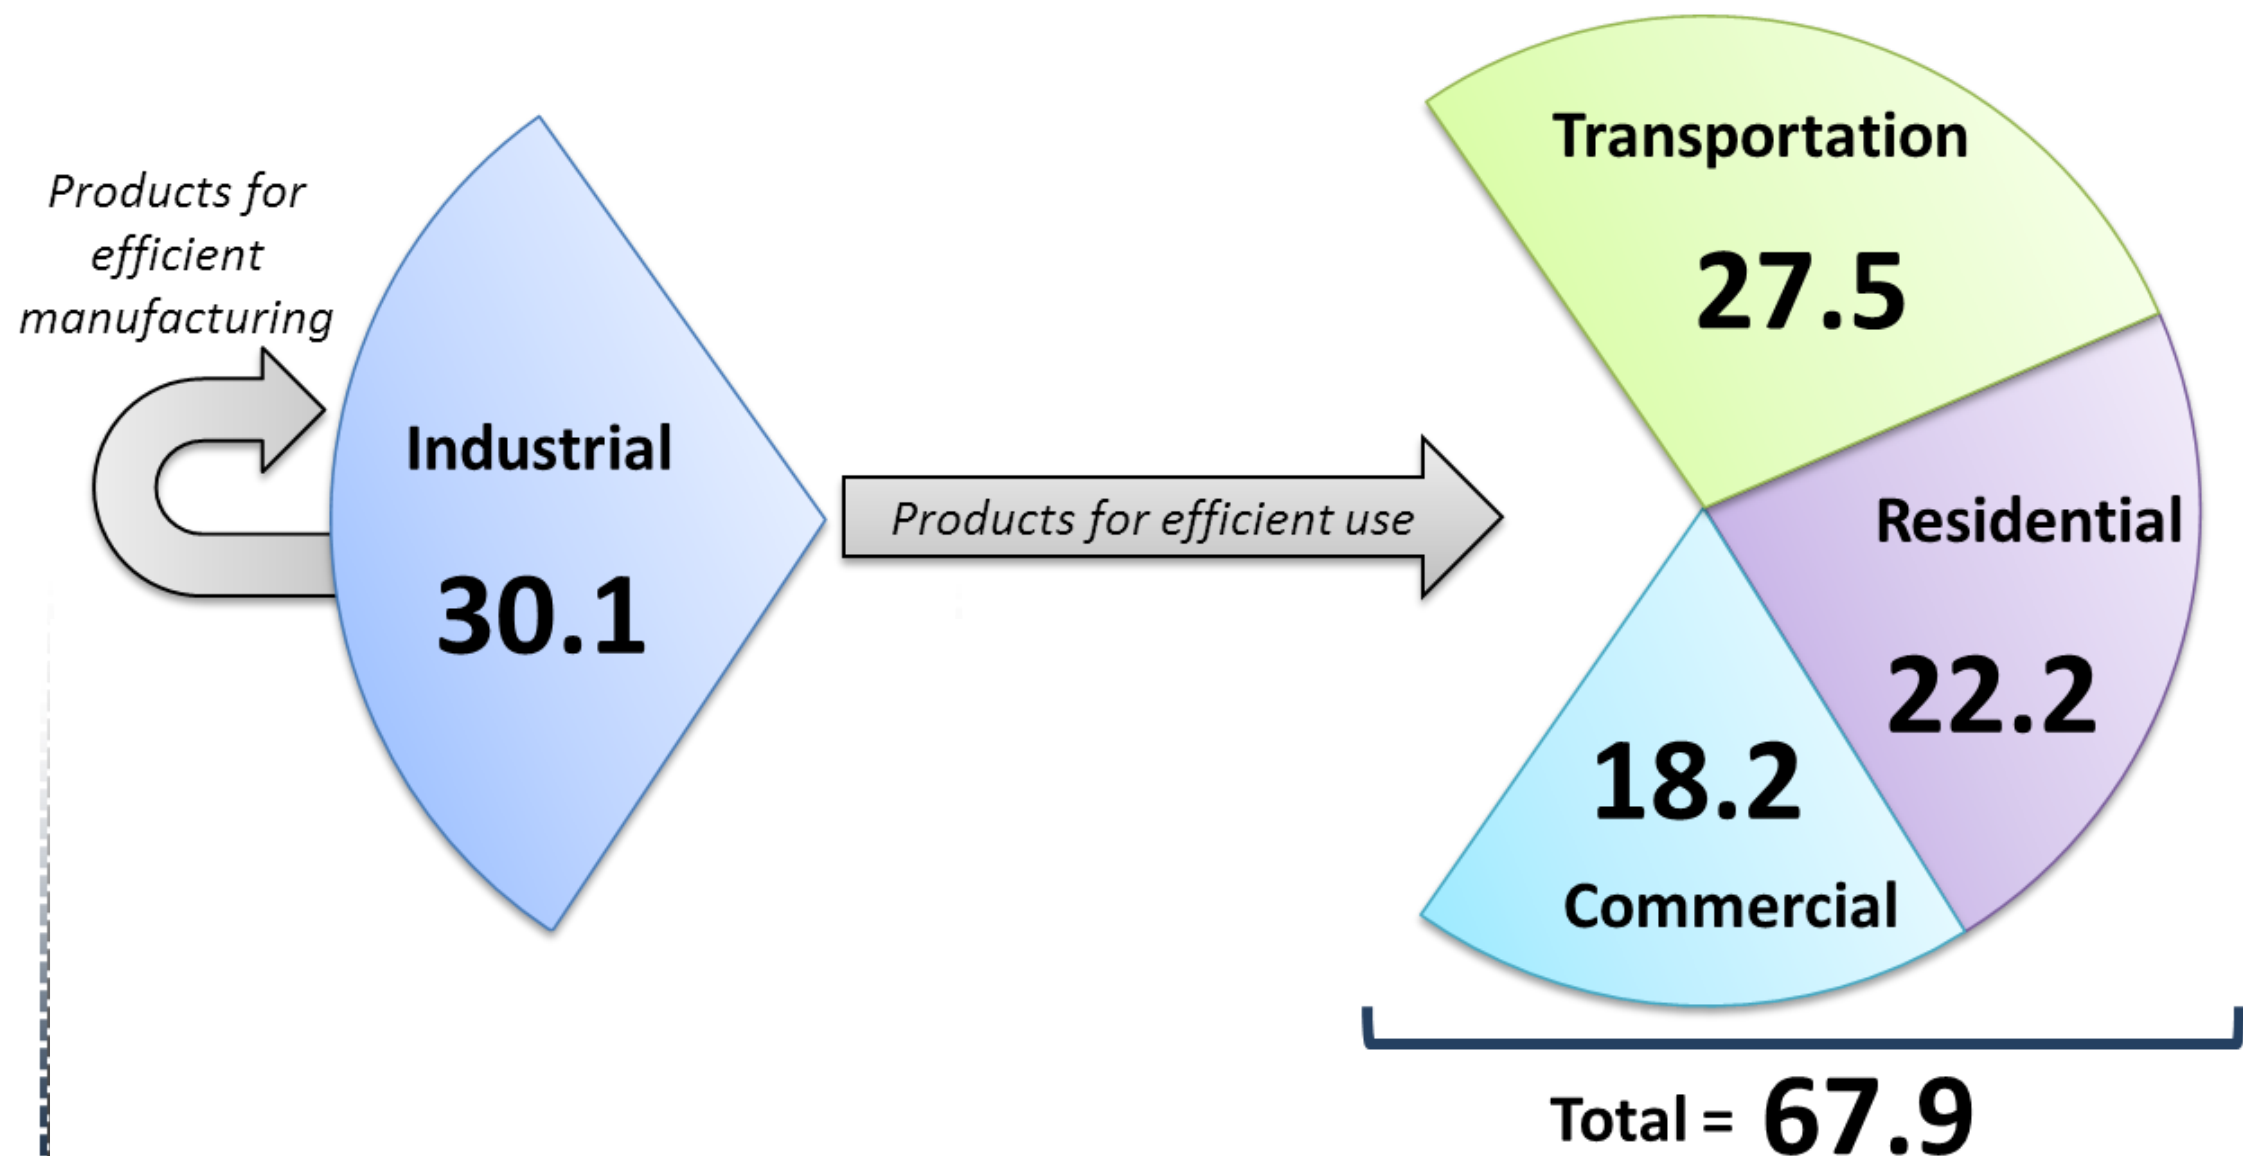 Products for
efficient
manufacturing
Industrial
30.1
Products for efficient use
Transportation
27.5
Residential
22.2
18.2
Commercial
Total = 67.9